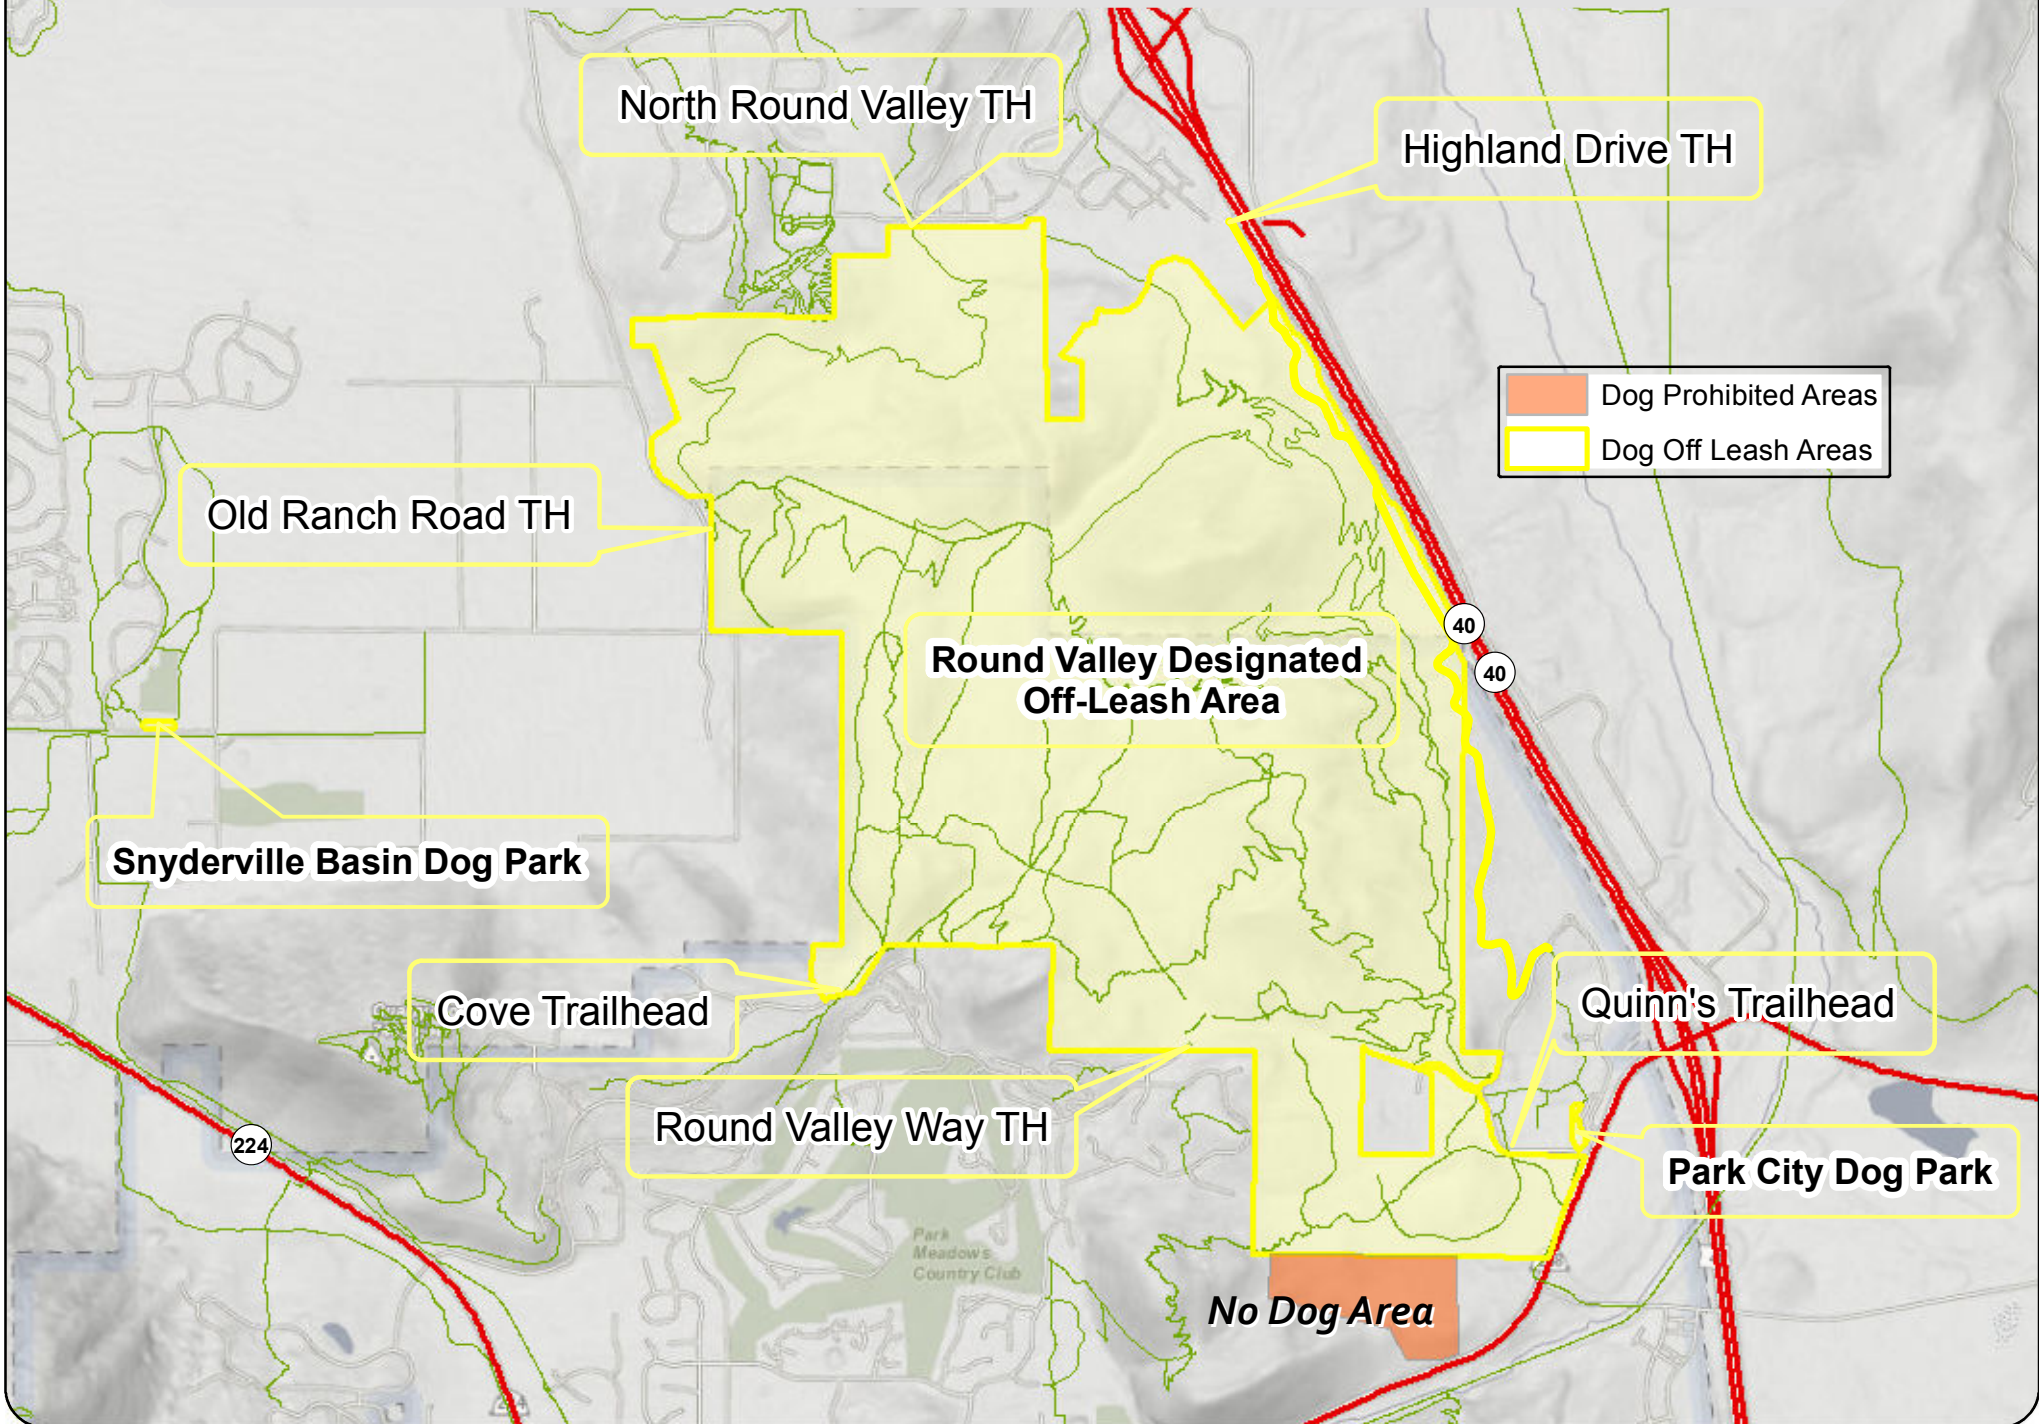 North Round Valley TH
Highland Drive TH
Dog Prohibited Areas
Dog Off Leash Areas
Old Ranch Road TH
40
Round Valley Designated
Off-Leash Area
40
Snyderville Basin Dog Park
Cove Trailhead
Quinn's Trailhead
Round Valley Way TH
224
Park City Dog Park
Park
Meadows
Country Club
No Dog Area